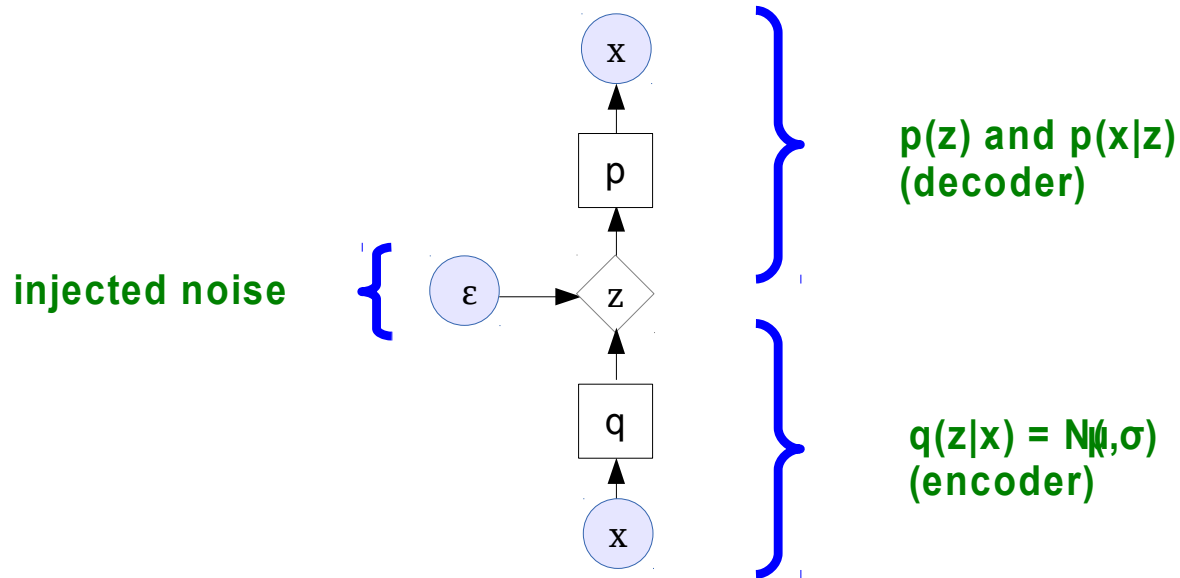 x
p(z) and p(x|z)
(decoder)
p
injected noise
ε
z
q
q(z|x) = N(μ,σ)
(encoder)
x